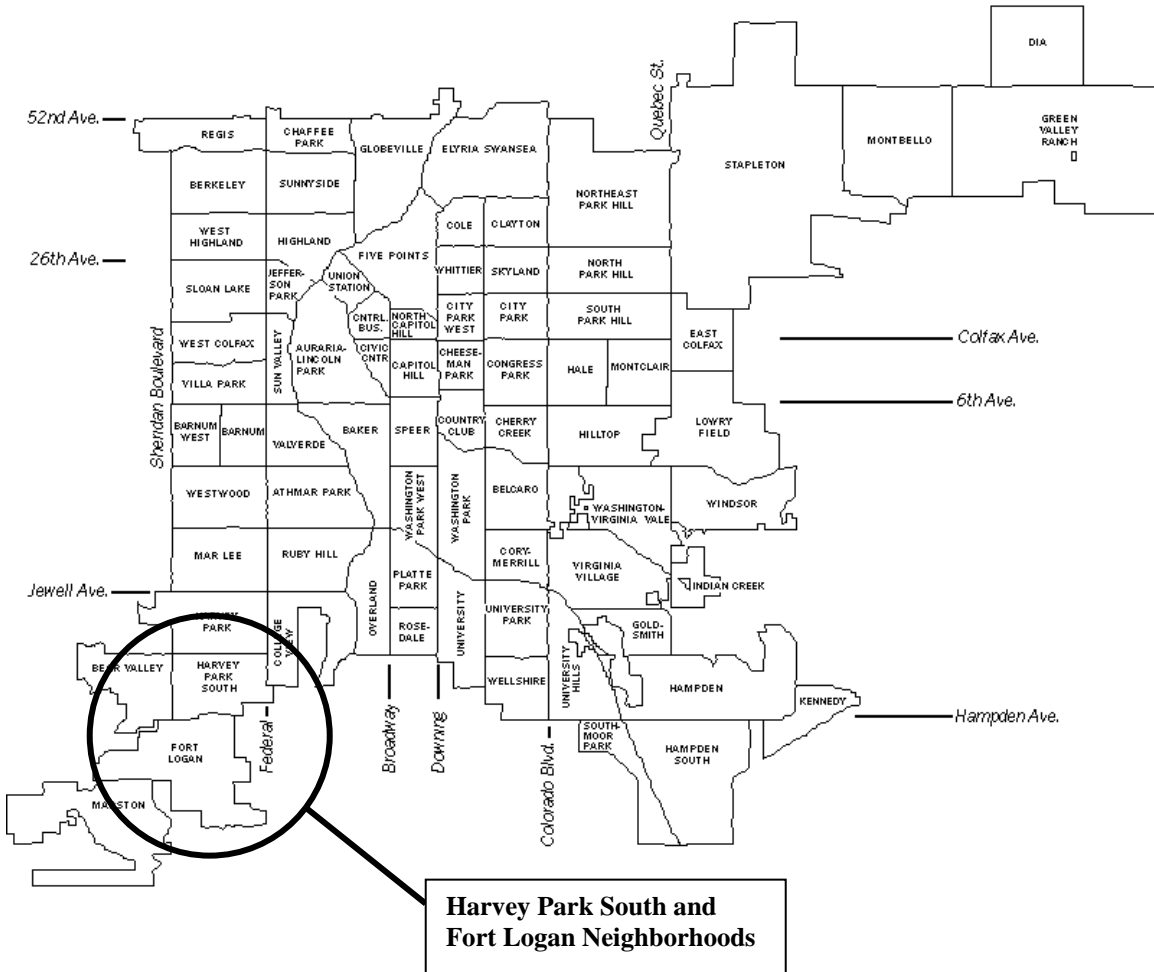 DIA
Quebec St.
52nd Ave.
REGIS
CHAFFEE
PARK
GLOBEVILLE
ELYRIA SWANSEA
STAPLETON
MONTBELLO
GREEN
VALLEY
RANCH
BERKELEY
SUNNYSIDE
NORTHEAST
PARK HILL
WEST
HIGHLAND
HIGHLAND
COLE
CLAYTON
26th Ave.
FIVE POINTS
WHITTIER
SKYLAND
NORTH
PARK HILL
SLOAN LAKE
JEFFER-
SON
PARK
UNION
STATION
CNTRL.
BUS.
NORTH
CAPITOL
HILL
CITY
PARK
WEST
CITY
PARK
SOUTH
PARK HILL
EAST
COLFAX
Colfax Ave.
WEST COLFAX
SUN VALLEY
AURARIA-
LINCOLN
PARK
CIVIC
CNTR
CAPITOL
HILL
CHEESE-
MAN
PARK
CONGRESS
PARK
HALE
MONTCLAIR
VILLA PARK
6th Ave.
Sheridan Boulevard
BARNUM
WEST
BARNUM
VALVERDE
BAKER
SPEER
COUNTRY
CLUB
CHERRY
CREEK
HILLTOP
LOWRY
FIELD
WESTWOOD
ATHMAR PARK
WASHINGTON
PARK WEST
WASHINGTON
PARK
BELCARO
WASHINGTON-
VIRGINIA VALE
WINDSOR
MAR LEE
RUBY HILL
PLATTE
PARK
CORY-
MERRILL
VIRGINIA
VILLAGE
INDIAN CREEK
Jewell Ave.
HARVEY
PARK
COLLEGE
VIEW
OVERLAND
ROSE-
DALE
UNIVERSITY
UNIVERSITY
PARK
GOLD-
SMITH
BEAR VALLEY
HARVEY
PARK
SOUTH
WELLSHIRE
UNIVERSITY
HILLS
HAMPDEN
KENNEDY
Hampden Ave.
FORT
LOGAN
Federal
Broadway
Downing
Colorado Blvd.
SOUTH-
MOOR
PARK
HAMPDEN
SOUTH
MARSTON
Harvey Park South and
Fort Logan Neighborhoods